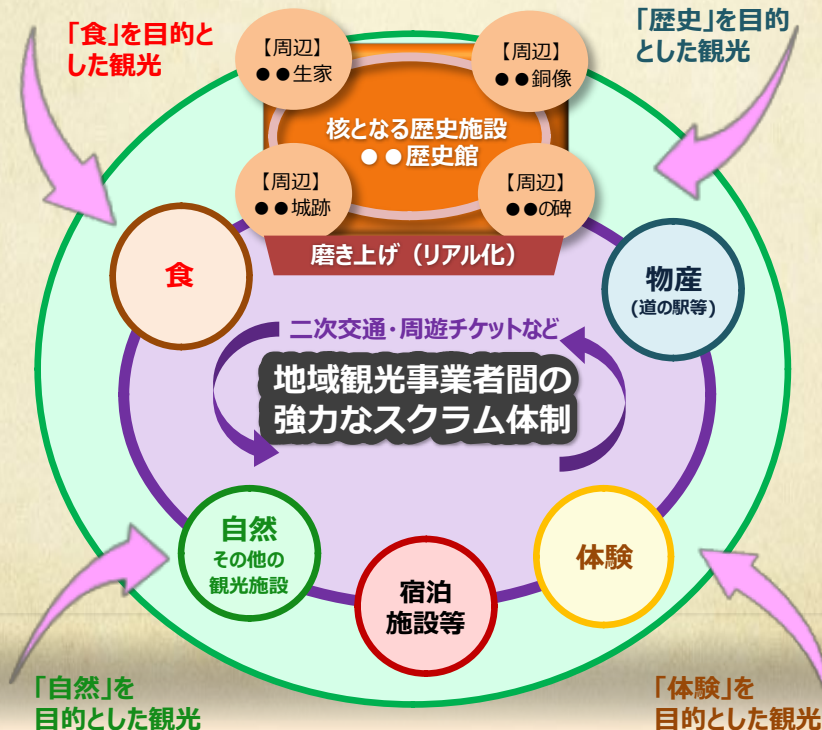 「食」を目的と
した観光
「歴史」を目的
とした観光
【周辺】
●●生家
【周辺】
●●銅像
核となる歴史施設
●●歴史館
【周辺】
●●城跡
【周辺】
●●の碑
磨き上げ（リアル化）
食
物産
(道の駅等)
二次交通・周遊チケットなど
地域観光事業者間の
強力なスクラム体制
自然
その他の
観光施設
宿泊
施設等
体験
「自然」を
目的とした観光
「体験」を
目的とした観光